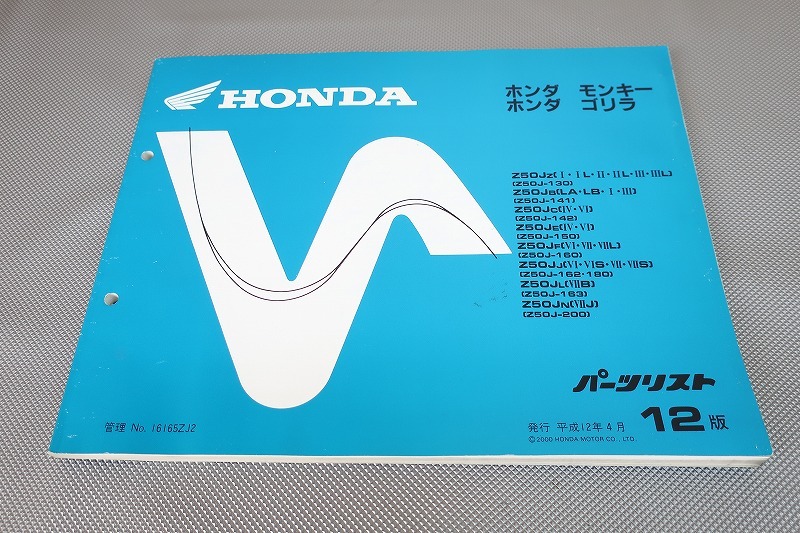 HONDA
ホンダ モンキー
ホンダ ゴリラ
Z50JZ(Ⅰ・ⅠL・Ⅱ・ⅡL・Ⅲ・ⅢL)
(Z50J-130)
Z50JB(LA・LB・Ⅰ・Ⅲ)
(Z50J-141)
Z50JC(Ⅳ・Ⅵ)
(Z50J-142)
Z50JE(Ⅳ・Ⅵ)
(Z50J-150)
Z50JF(Ⅵ・Ⅶ・ⅦL)
(Z50J-160)
Z50JJ(Ⅵ・ⅥS・Ⅶ・ⅦS)
(Z50J-162・180)
Z50JL(ⅦB)
(Z50J-163)
Z50JN(ⅦJ)
(Z50J-200)
パーツリスト
12版
管理 No. 16165ZJ2
発行 平成12年4月
©2000 HONDA MOTOR CO., LTD.